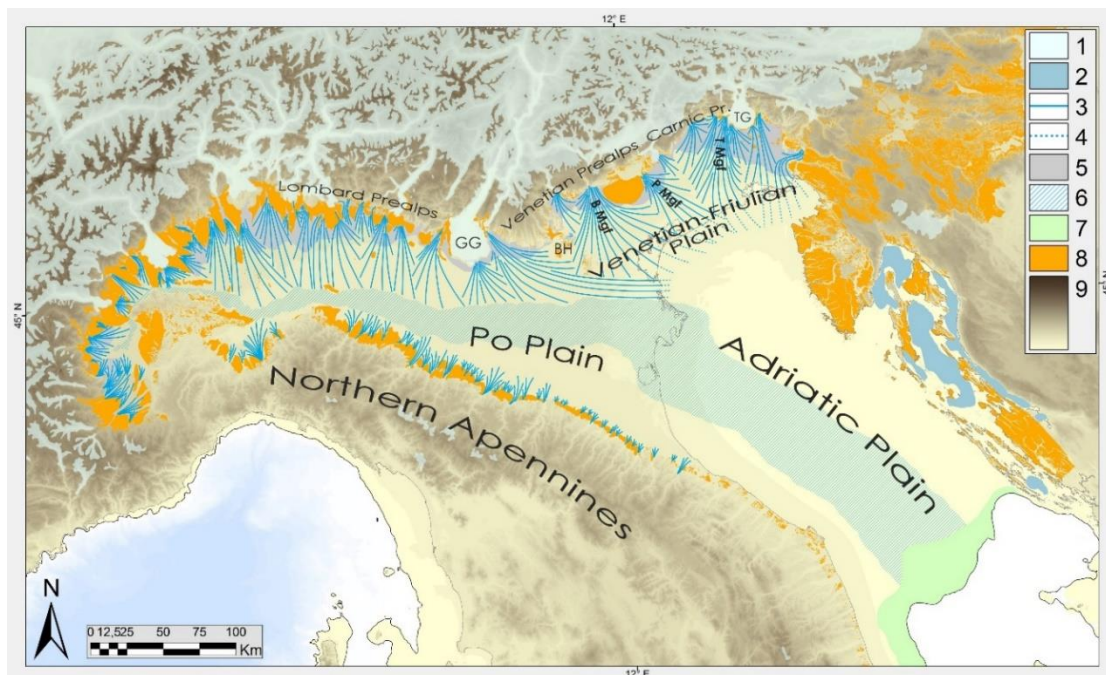 12° E
1
2
3
4
5
6
7
8
9
Carnic Pr.
TG
T Mgf
Venetian Prealps
Lombard Prealps
P Mgf
B Mgf
GG
BH
Venetian-Friulian
Plain
45° N
45° N
Po Plain
Adriatic Plain
Northern Apennines
N
0 12,525 50 75 100
Km
12° E